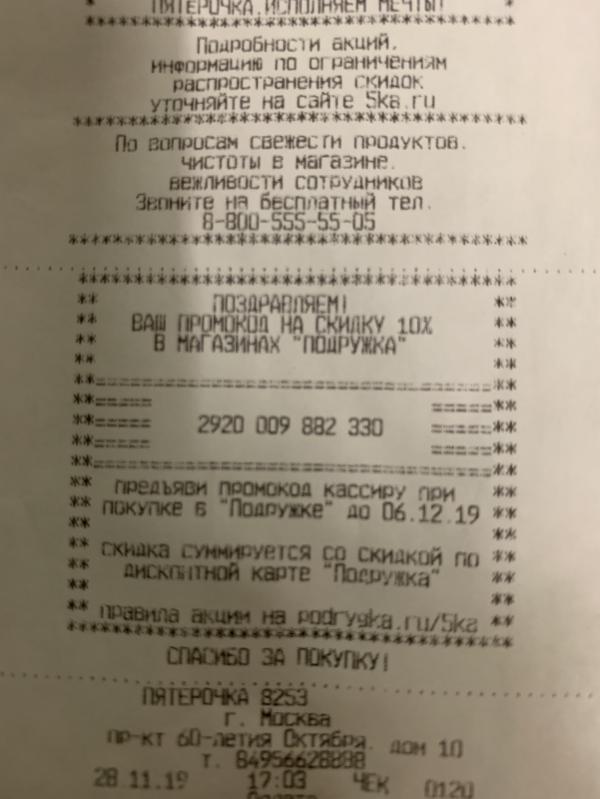 * ПЯТЕРОЧКА.ИСПОЛНЯЕМ МЕЧТЫ! *
Подробности акций,
информацию по ограничениям
распространения скидок
уточняйте на сайте 5ka.ru
****************************************
По вопросам свежести продуктов,
чистоты в магазине,
вежливости сотрудников
Звоните на бесплатный тел.
8-800-555-55-05
****************************************
**************************************
** ПОЗДРАВЛЯЕМ! **
** ВАШ ПРОМОКОД НА СКИДКУ 10% **
** В МАГАЗИНАХ "ПОДРУЖКА" **
** **
**==================================**
**===== =====**
**===== 2920 009 882 330 =====**
**===== =====**
**==================================**
** предъяви промокод кассиру при **
** покупке в "Подружке" до 06.12.19 **
** **
** скидка суммируется со скидкой по **
** дисконтной карте "Подружка" **
** **
** правила акции на podrygka.ru/5ka **
**************************************
СПАСИБО ЗА ПОКУПКУ!
ПЯТЕРОЧКА 8253
г. Москва
пр-кт 60-летия Октября, дом 10
т. 84956628888
28.11.19 17:03 ЧЕК 0120